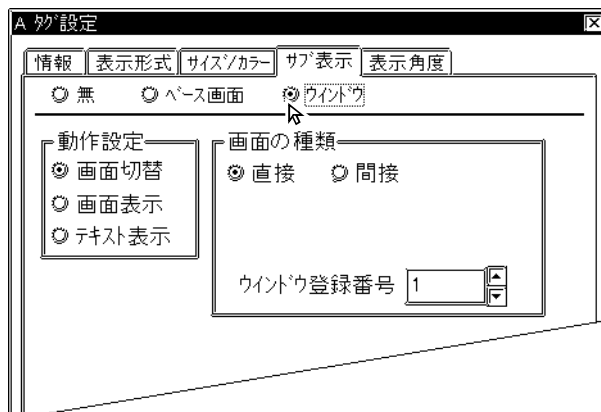 A ﾀｸﾞ設定
情報 表示形式 ｻｲｽﾞ/ｶﾗｰ ｻﾌﾞ表示 表示角度
無 ﾍﾞｰｽ画面 ｳｲﾝﾄﾞｳ
動作設定
画面切替
画面表示
ﾃｷｽﾄ表示
画面の種類
直接 間接
ｳｲﾝﾄﾞｳ登録番号 1